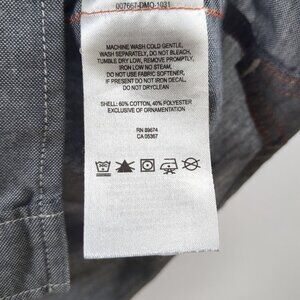 007667-DMO-1031
MACHINE WASH COLD GENTLE,
WASH SEPARATELY, DO NOT BLEACH,
TUMBLE DRY LOW, REMOVE PROMPTLY,
IRON LOW NO STEAM,
DO NOT USE FABRIC SOFTENER,
IF PRESENT DO NOT IRON DECAL,
DO NOT DRYCLEAN
SHELL: 60% COTTON, 40% POLYESTER
EXCLUSIVE OF ORNAMENTATION
RN 89674
CA 05367